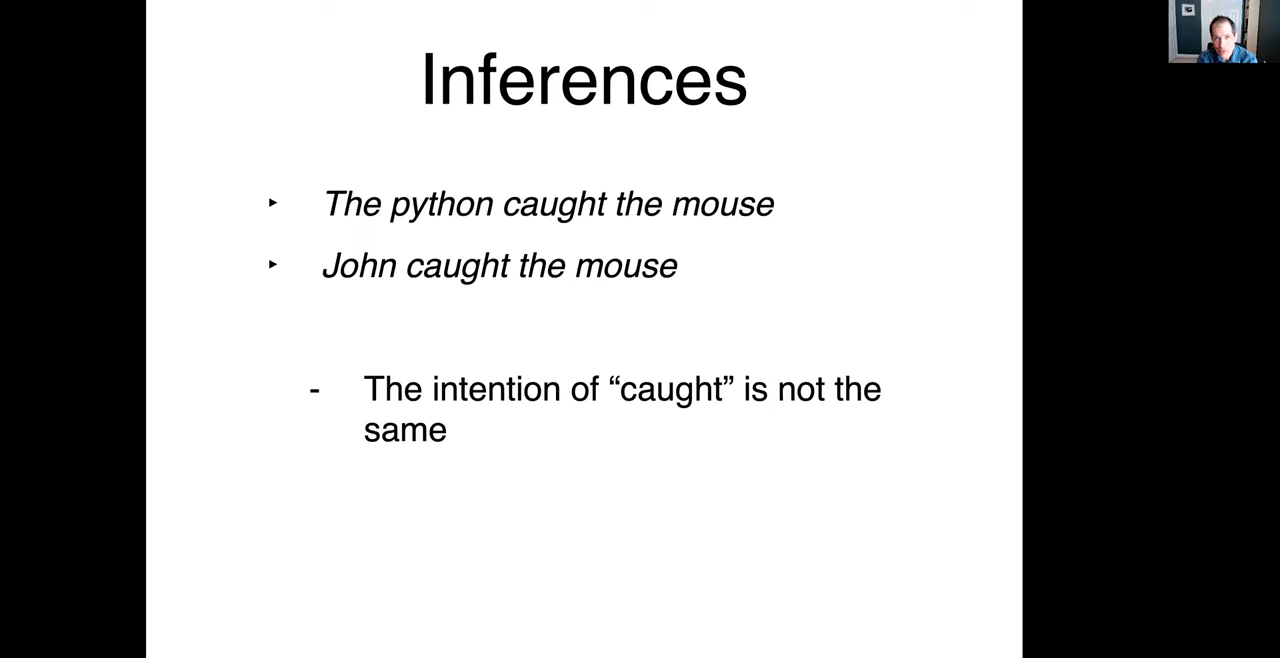 Inferences
‣ The python caught the mouse
‣ John caught the mouse
- The intention of “caught” is not the
same